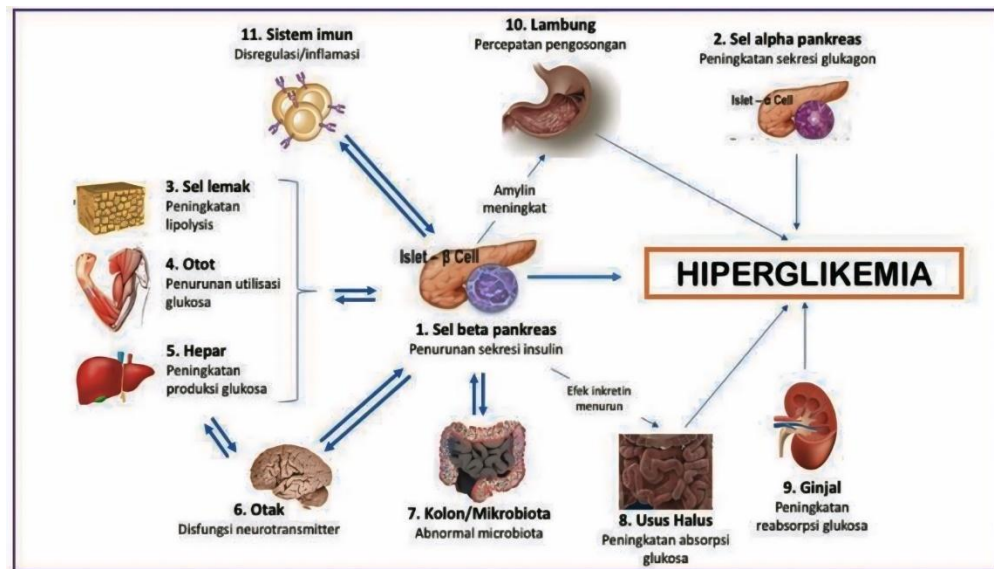 11. Sistem imun
Disregulasi/inflamasi
10. Lambung
Percepatan pengosongan
2. Sel alpha pankreas
Peningkatan sekresi glukagon
Islet – α Cell
3. Sel lemak
Peningkatan
lipolysis
4. Otot
Penurunan utilisasi
glukosa
5. Hepar
Peningkatan
produksi glukosa
Amylin
meningkat
Islet – β Cell
1. Sel beta pankreas
Penurunan sekresi insulin
HIPERGLIKEMIA
Efek inkretin
menurun
6. Otak
Disfungsi neurotransmitter
7. Kolon/Mikrobiota
Abnormal microbiota
8. Usus Halus
Peningkatan absorpsi
glukosa
9. Ginjal
Peningkatan
reabsorpsi glukosa